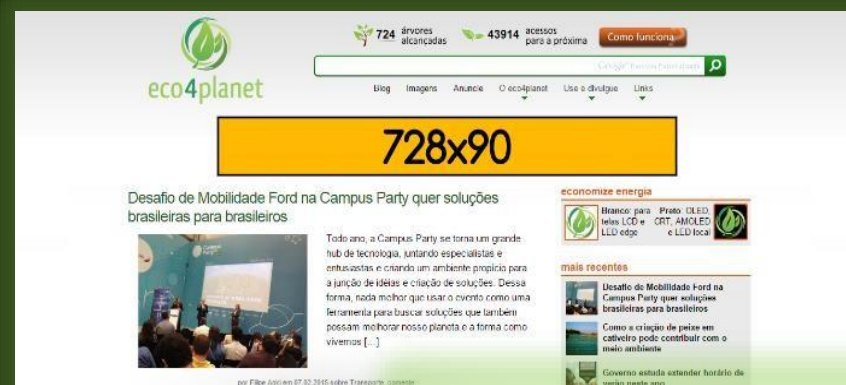 724 árvores alcançadas
43914 acessos para a próxima
Como funciona
eco4planet
Blog Imagens Anuncie O eco4planet Use e divulgue Links
728x90
Desafio de Mobilidade Ford na Campus Party quer soluções
brasileiras para brasileiros
Todo ano, a Campus Party se torna um grande
hub de tecnologia, juntando especialistas e
entusiastas e criando um ambiente propício para
a junção de idéias e criação de soluções. Dessa
forma, nada melhor que usar o evento como uma
ferramenta para buscar soluções que também
possam melhorar nosso planeta e a forma como
vivemos [...]
economize energia
Branco: para
telas LCD e
LED edge
Preto: OLED,
CRT, AMOLED
e LED local
mais recentes
Desafio de Mobilidade Ford na
Campus Party quer soluções
brasileiras para brasileiros
Como a criação de peixe em
cativeiro pode contribuir com o
meio ambiente
Governo estuda extender horário de
verão neste ano